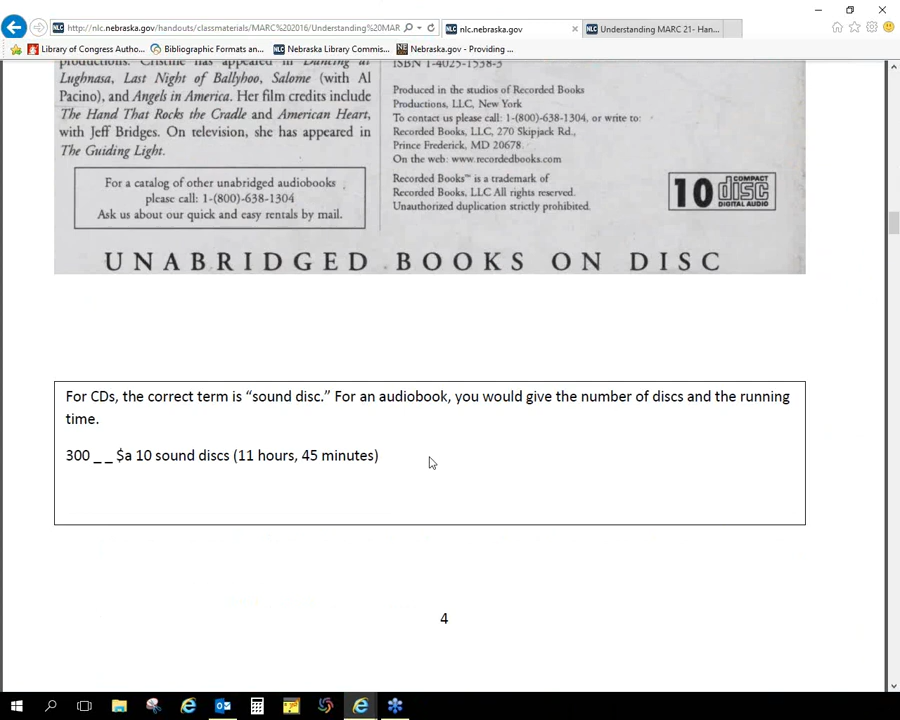 http://nlc.nebraska.gov/handouts/classmaterials/MARC%202016/Understanding%20MAR
nlc.nebraska.gov
Understanding MARC 21- Han...
Library of Congress Autho...
Bibliographic Formats an...
Nebraska Library Commis...
Nebraska.gov - Providing ...
productions. Cristine has appeared in Dancing at
Lughnasa, Last Night of Ballyhoo, Salome (with Al
Pacino), and Angels in America. Her film credits include
The Hand That Rocks the Cradle and American Heart,
with Jeff Bridges. On television, she has appeared in
The Guiding Light.
For a catalog of other unabridged audiobooks
please call: 1-(800)-638-1304
Ask us about our quick and easy rentals by mail.
ISBN
Produced in the studios of Recorded Books
Productions, LLC, New York
To contact us please call: 1-(800)-638-1304, or write to:
Recorded Books, LLC, 270 Skipjack Rd.,
Prince Frederick, MD 20678.
On the web: www.recordedbooks.com
Recorded Books™ is a trademark of
Recorded Books, LLC All rights reserved.
Unauthorized duplication strictly prohibited.
10 COMPACT disc DIGITAL AUDIO
UNABRIDGED BOOKS ON DISC
For CDs, the correct term is “sound disc.” For an audiobook, you would give the number of discs and the running
time.
300 _ _ $a 10 sound discs (11 hours, 45 minutes)
4